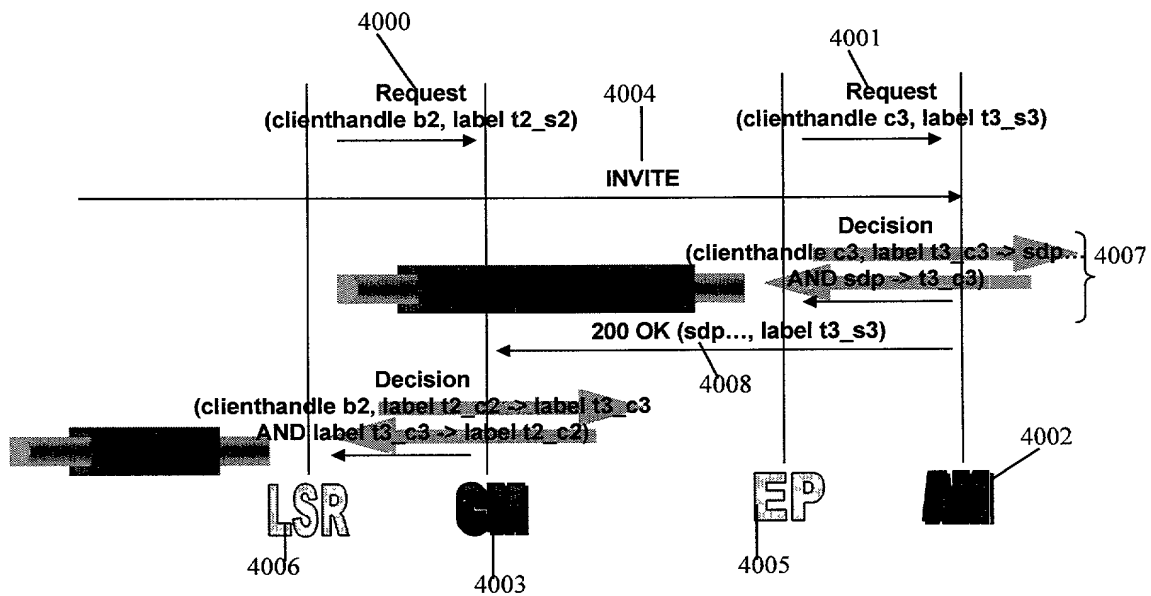 4000
4001
4004
Request
(clienthandle b2, label t2_s2)
Request
(clienthandle c3, label t3_s3)
INVITE
Decision
(clienthandle c3, label t3_c3 -> sdp...
AND sdp -> t3_c3)
4007
200 OK (sdp..., label t3_s3)
4008
Decision
(clienthandle b2, label t2_c2 -> label t3_c3
AND label t3_c3 -> label t2_c2)
4002
LSR
EP
4006
4003
4005